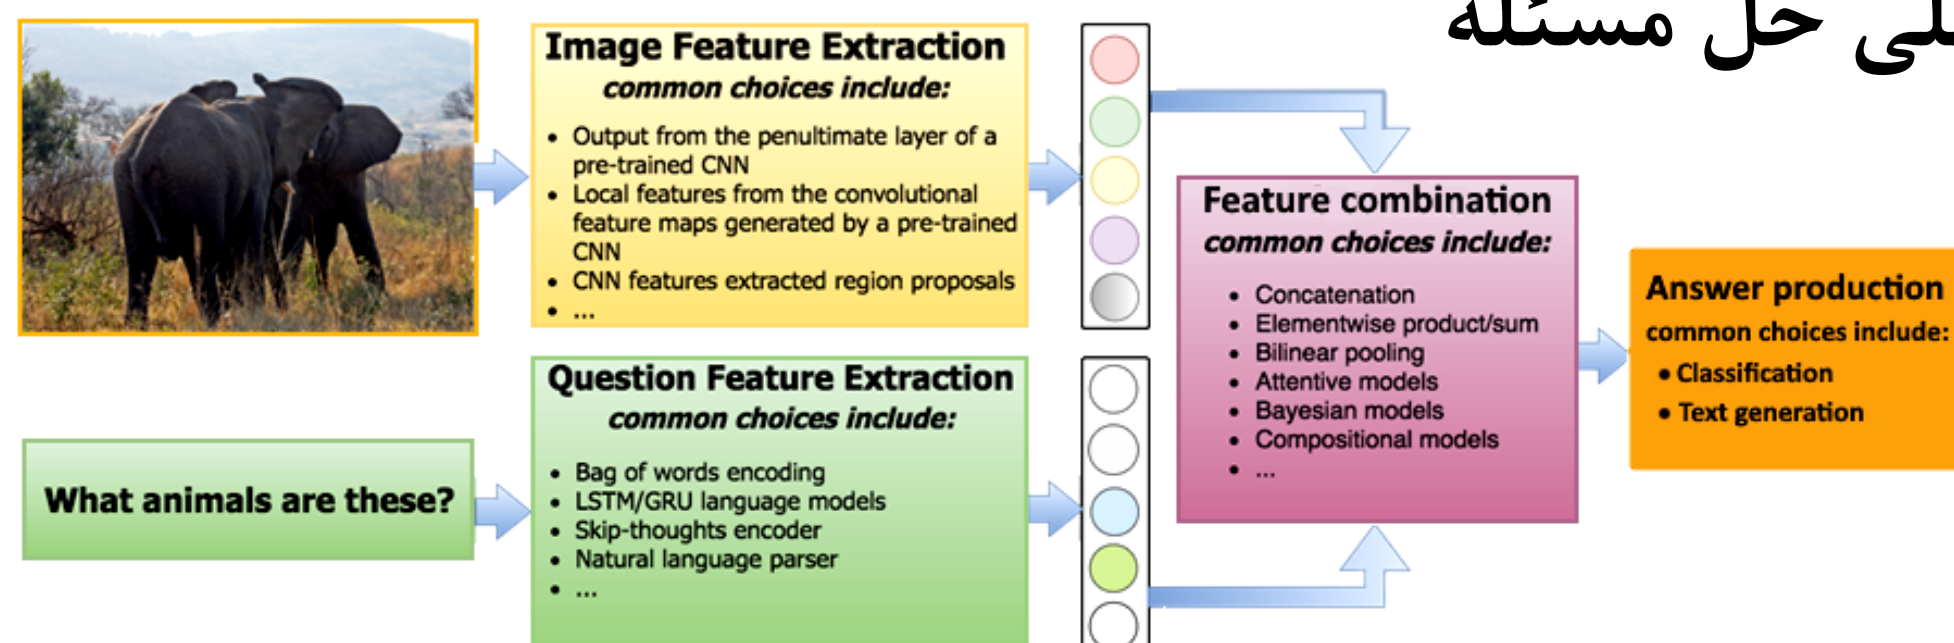 حل مسئله
Image Feature Extraction
common choices include:
• Output from the penultimate layer of a
pre-trained CNN
• Local features from the convolutional
feature maps generated by a pre-trained
CNN
• CNN features extracted region proposals
• ...
What animals are these?
Question Feature Extraction
common choices include:
• Bag of words encoding
• LSTM/GRU language models
• Skip-thoughts encoder
• Natural language parser
• ...
Feature combination
common choices include:
• Concatenation
• Elementwise product/sum
• Bilinear pooling
• Attentive models
• Bayesian models
• Compositional models
• ...
Answer production
common choices include:
• Classification
• Text generation